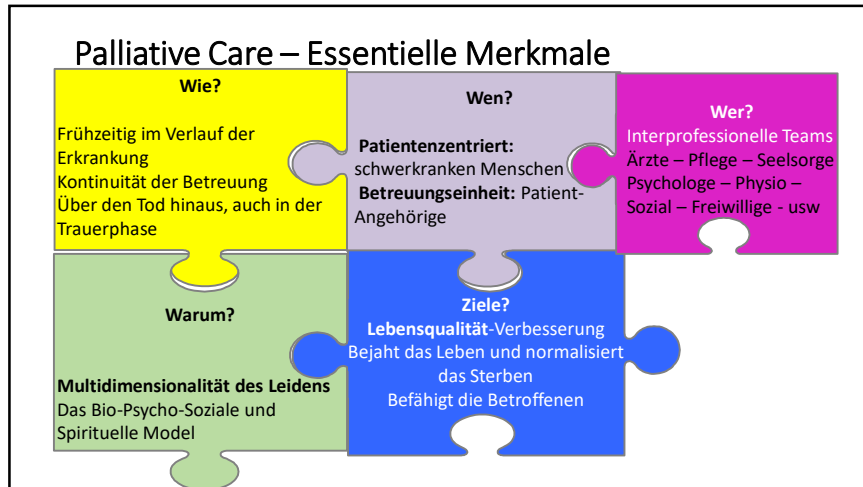 Palliative Care – Essentielle Merkmale
Wie?
Frühzeitig im Verlauf der
Erkrankung
Kontinuität der Betreuung
Über den Tod hinaus, auch in der
Trauerphase
Wen?
Patientenzentriert:
schwerkranken Menschen
Betreuungseinheit: Patient-
Angehörige
Wer?
Interprofessionelle Teams
Ärzte – Pflege – Seelsorge
Psychologe – Physio –
Sozial – Freiwillige - usw
Warum?
Multidimensionalität des Leidens
Das Bio-Psycho-Soziale und
Spirituelle Model
Ziele?
Lebensqualität-Verbesserung
Bejaht das Leben und normalisiert
das Sterben
Befähigt die Betroffenen